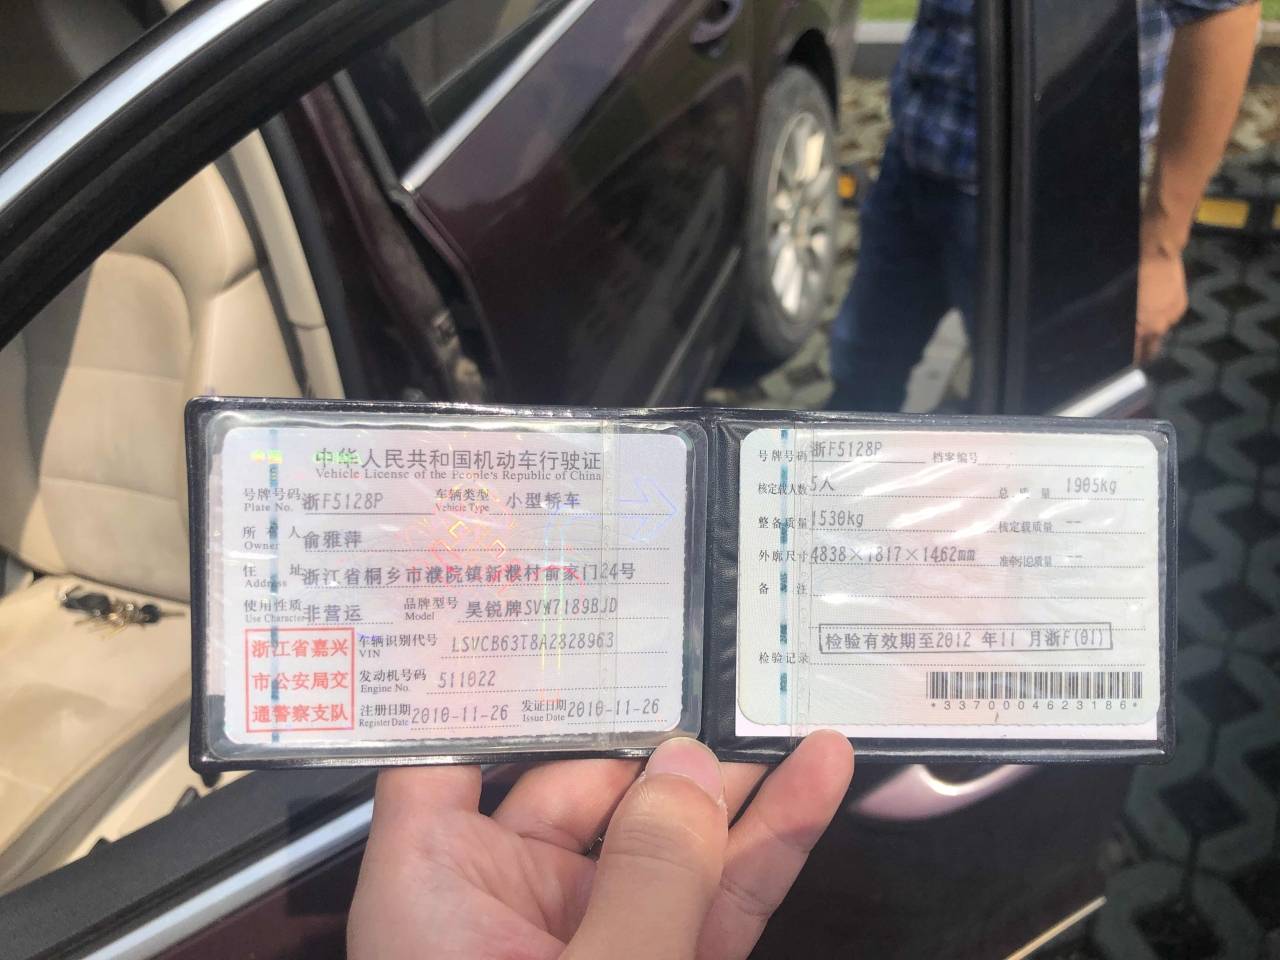 中华人民共和国机动车行驶证
Vehicle License of the People's Republic of China
号牌号码 浙F5128P 车辆类型 小型轿车
Plate No. Vehicle Type
所有人 俞雅萍
Owner
住址 浙江省桐乡市濮院镇新濮村俞家门24号
Address
使用性质 非营运 品牌型号 昊锐牌SVW7189BJD
Use Character Model
浙江省嘉兴
市公安局交
通警察支队
车辆识别代号 LSVCB63T8A2828963
VIN
发动机号码 511022
Engine No.
注册日期 2010-11-26 发证日期 2010-11-26
Register Date Issue Date
号牌号码 浙F5128P 档案编号
核定载人数 5人 总质量 1905kg
整备质量 1530kg 核定载质量 --
外廓尺寸 4838×1817×1462mm 准牵引总质量 --
备注
检验有效期至2012 年11 月浙F(01)
检验记录
*3370004623186*